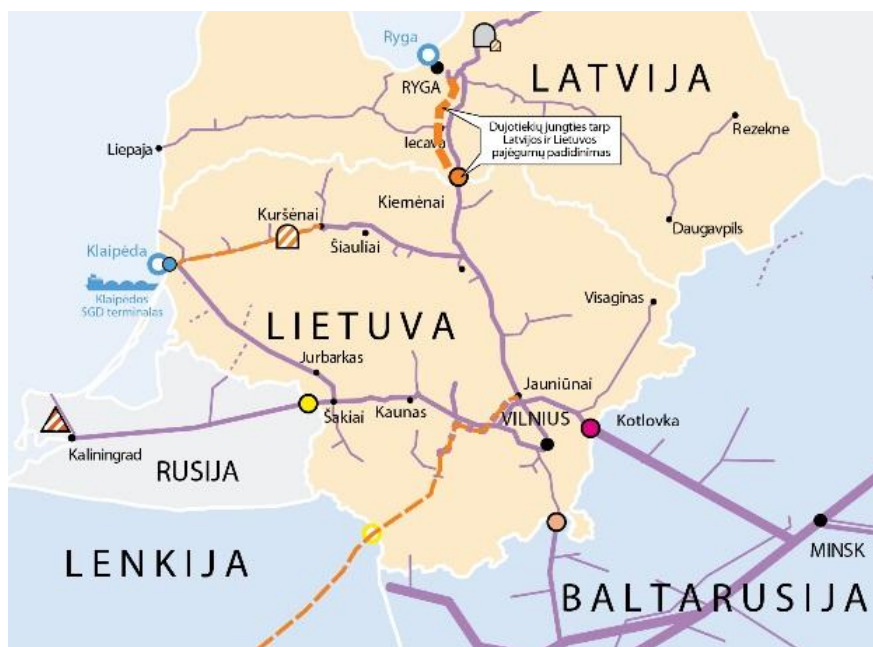 Ryga
RYGA
LATVIJA
Dujotiekių jungties tarp
Latvijos ir Lietuvos
pajėgumų padidinimas
Iecava
Rezekne
Liepaja
Kiemėnai
Kuršėnai
Daugavpils
Šiauliai
Klaipėda
Klaipėdos
SGD terminalas
Visaginas
LIETUVA
Jurbarkas
Jauniūnai
Šakiai
Kaunas
VILNIUS
Kotlovka
Kaliningrad
RUSIJA
LENKIJA
MINSK
BALTARUSIJA